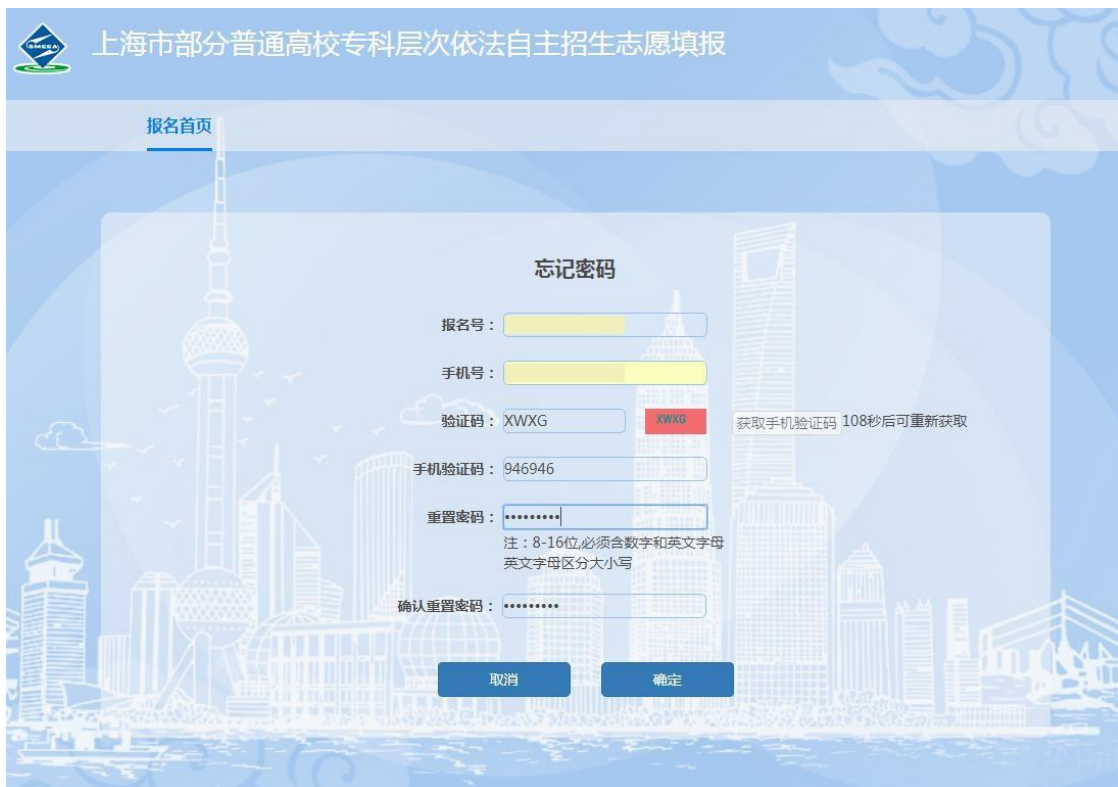 SMEEA
上海市部分普通高校专科层次依法自主招生志愿填报
报名首页
忘记密码
报名号：
手机号：
验证码： XWXG XWXG 获取手机验证码 108秒后可重新获取
手机验证码： 946946
重置密码： •••••••••
注：8-16位,必须含数字和英文字母
英文字母区分大小写
确认重置密码： •••••••••
取消 确定